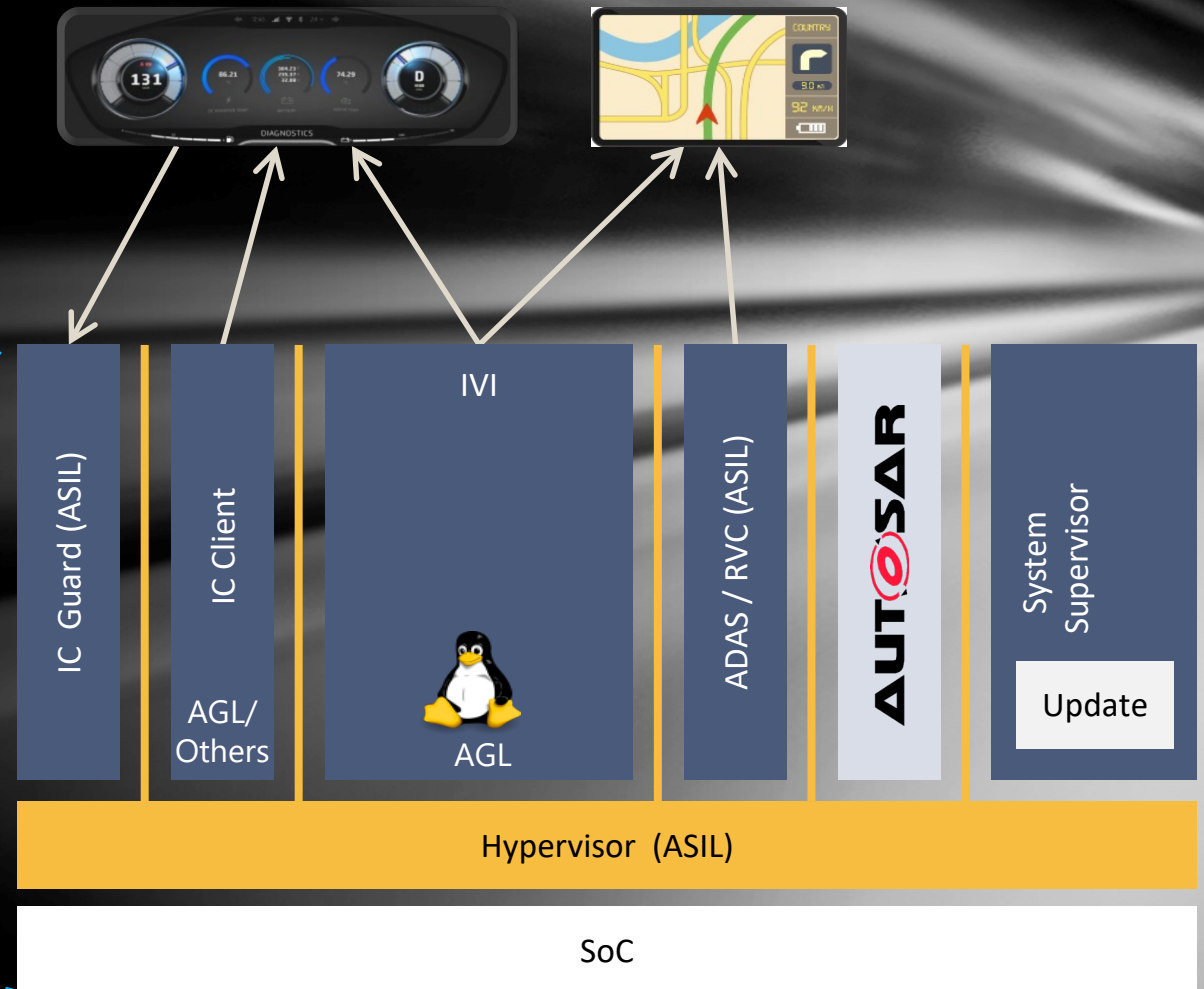 131
86.21
74.29
D
DIAGNOSTICS
COUNTRY
9.0
92 KM/H
IC Guard (ASIL)
IC Client
AGL/
Others
IVI
AGL
ADAS / RVC (ASIL)
AUTOSAR
System
Supervisor
Update
Hypervisor (ASIL)
SoC